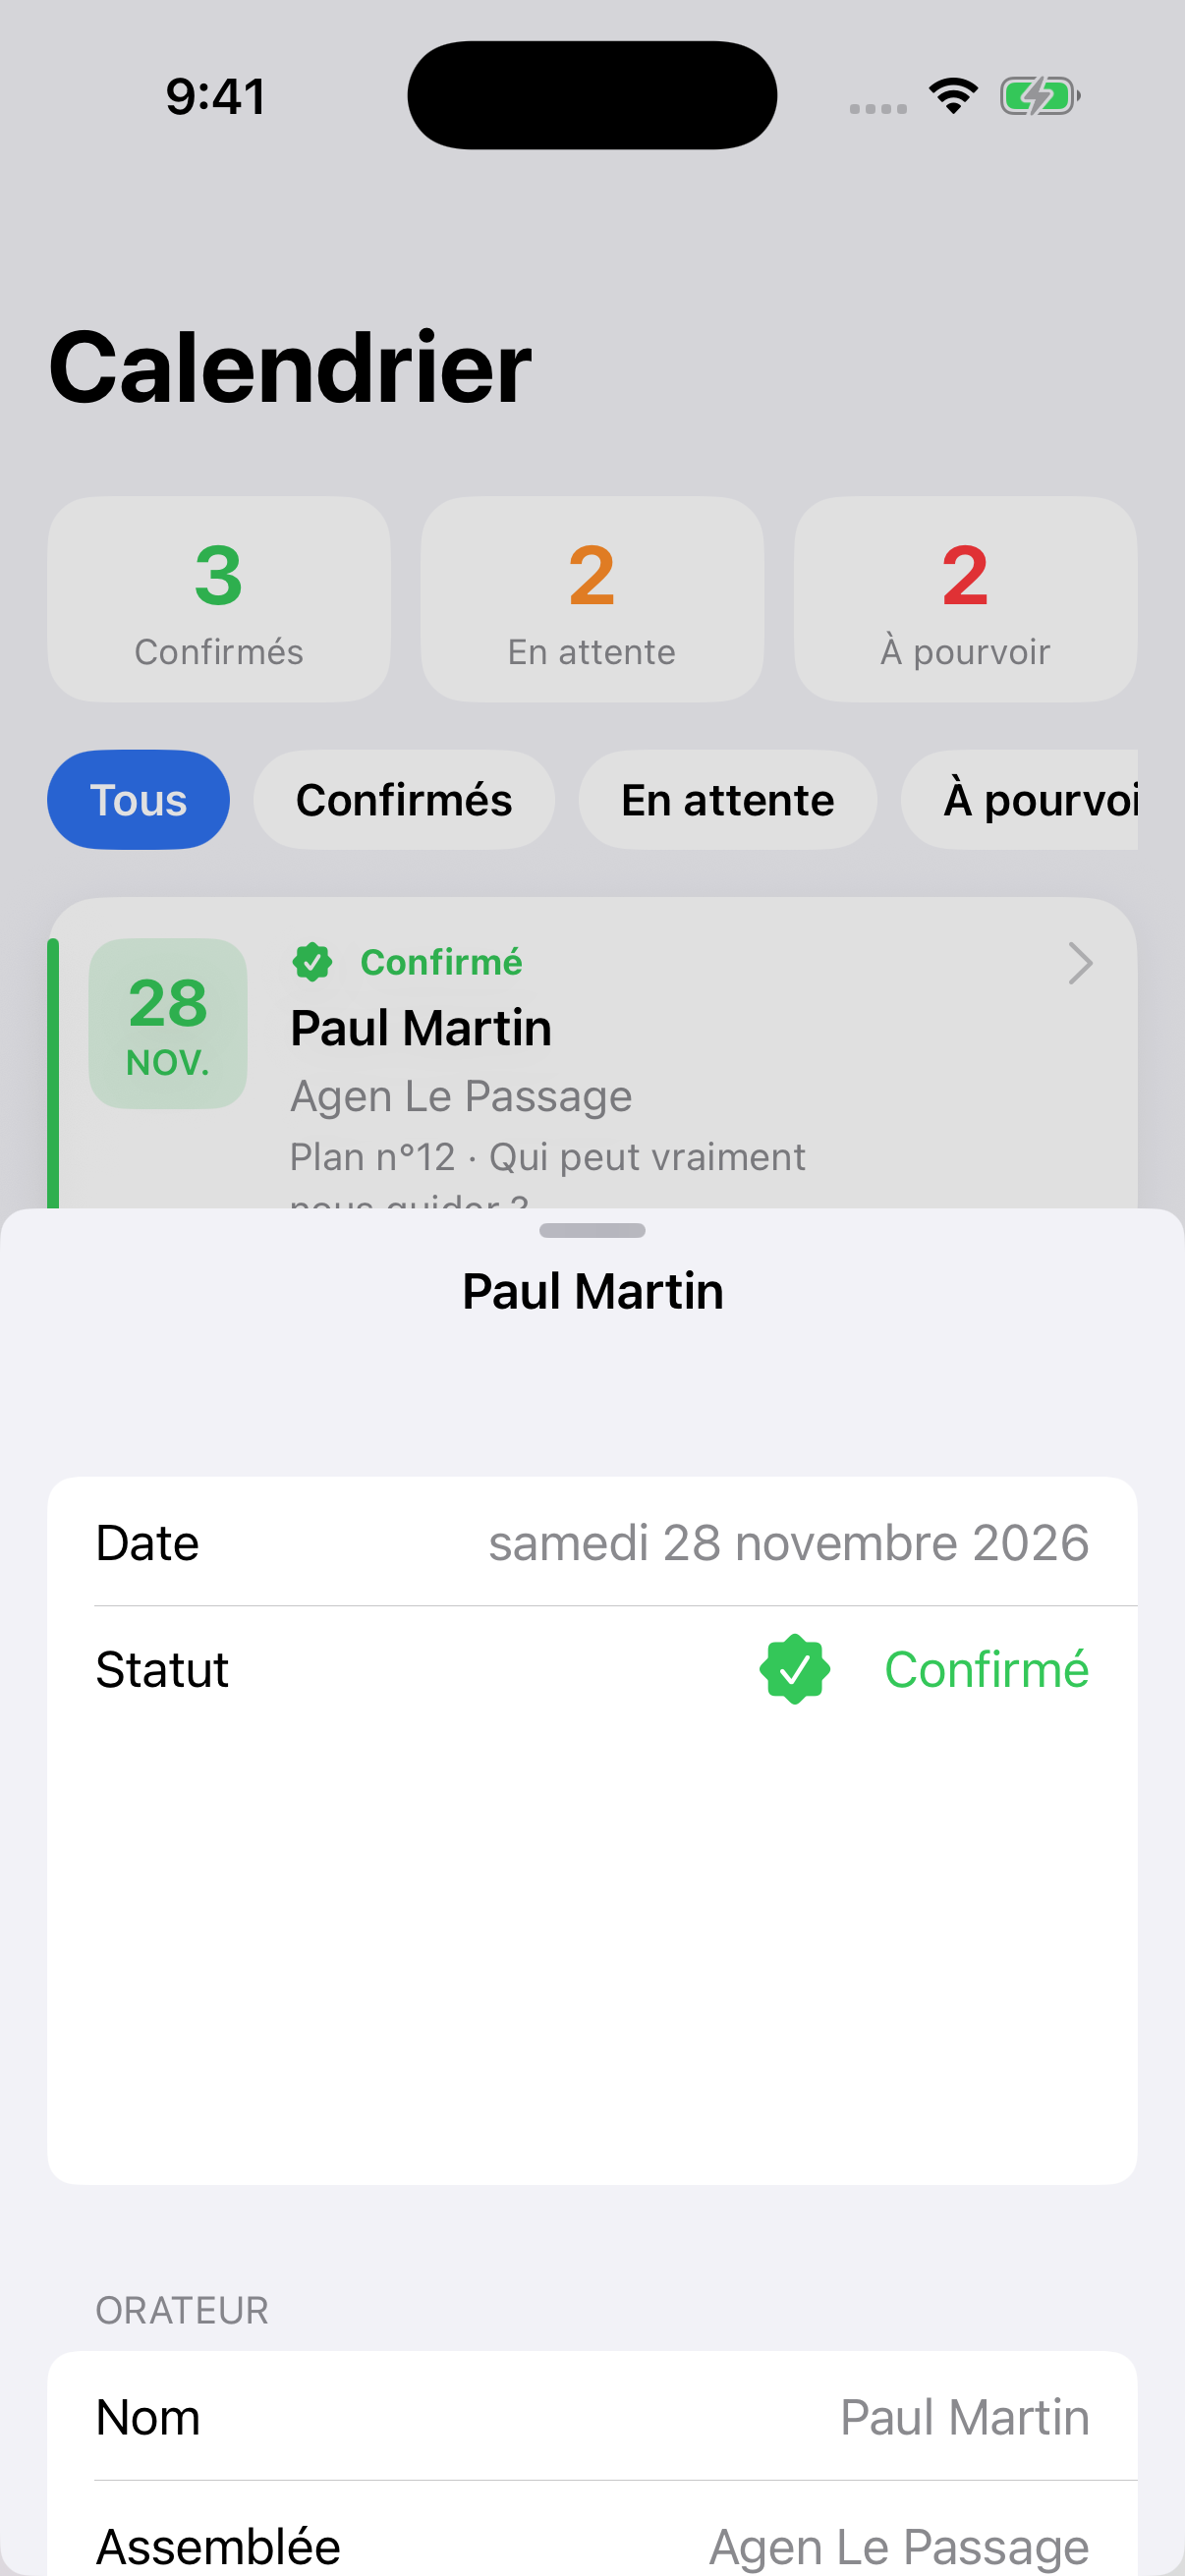 9:41
Calendrier
3
Confirmés
2
En attente
2
À pourvoir
Tous
Confirmés
En attente
À pourvoi
28
NOV.
Confirmé
Paul Martin
Agen Le Passage
Plan n°12 · Qui peut vraiment
nous guider ?
Paul Martin
Date
samedi 28 novembre 2026
Statut
Confirmé
ORATEUR
Nom
Paul Martin
Assemblée
Agen Le Passage